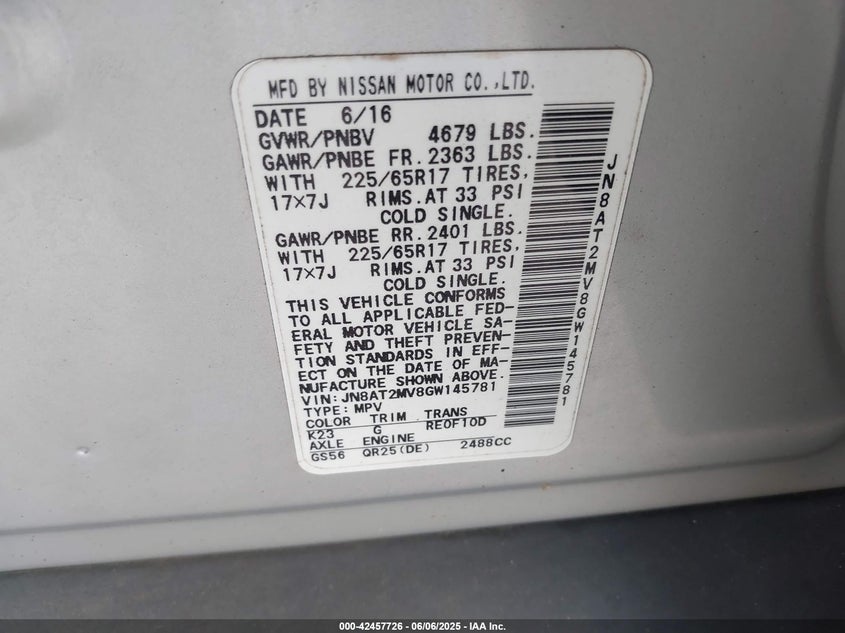 MFD BY NISSAN MOTOR CO.,LTD.
DATE 6/16
GVWR/PNBV 4679 LBS.
GAWR/PNBE FR.2363 LBS.
WITH 225/65R17 TIRES,
17×7J RIMS.AT 33 PSI
COLD SINGLE.
GAWR/PNBE RR.2401 LBS.
WITH 225/65R17 TIRES,
17×7J RIMS.AT 33 PSI
COLD SINGLE.
THIS VEHICLE CONFORMS
TO ALL APPLICABLE FED-
ERAL MOTOR VEHICLE SA-
FETY AND THEFT PREVEN-
TION STANDARDS IN EFF-
ECT ON THE DATE OF MA-
NUFACTURE SHOWN ABOVE.
VIN:JN8AT2MV8GW145781
TYPE:MPV
COLOR TRIM TRANS
K23 G RE0F10D
AXLE ENGINE
GS56 QR25(DE) 2488CC
JN8AT2MV8GW145781
000-42457726 - 06/06/2025 - IAA Inc.